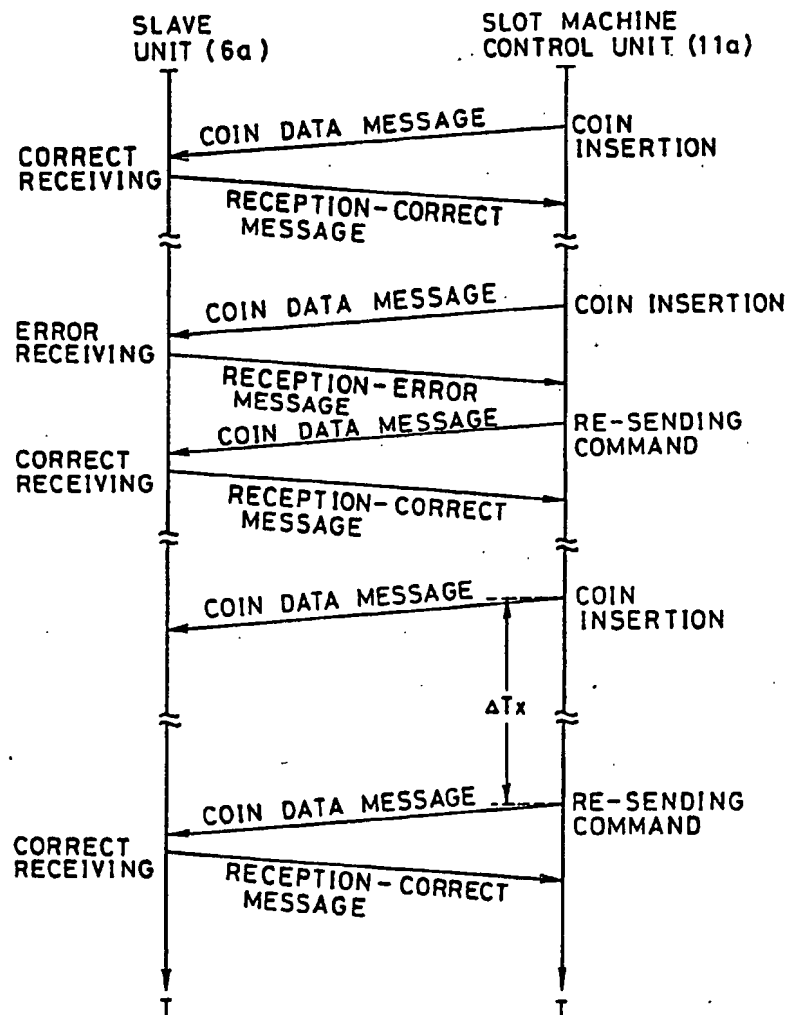 SLAVE
UNIT (6a)
SLOT MACHINE
CONTROL UNIT (11a)
T
T
COIN DATA MESSAGE
COIN
INSERTION
CORRECT
RECEIVING
RECEPTION-CORRECT
MESSAGE
COIN DATA MESSAGE
COIN INSERTION
ERROR
RECEIVING
RECEPTION-ERROR
MESSAGE
COIN DATA MESSAGE
RE-SENDING
COMMAND
CORRECT
RECEIVING
RECEPTION-CORRECT
MESSAGE
COIN DATA MESSAGE
COIN
INSERTION
ΔTx
COIN DATA MESSAGE
RE-SENDING
COMMAND
CORRECT
RECEIVING
RECEPTION-CORRECT
MESSAGE
T
T